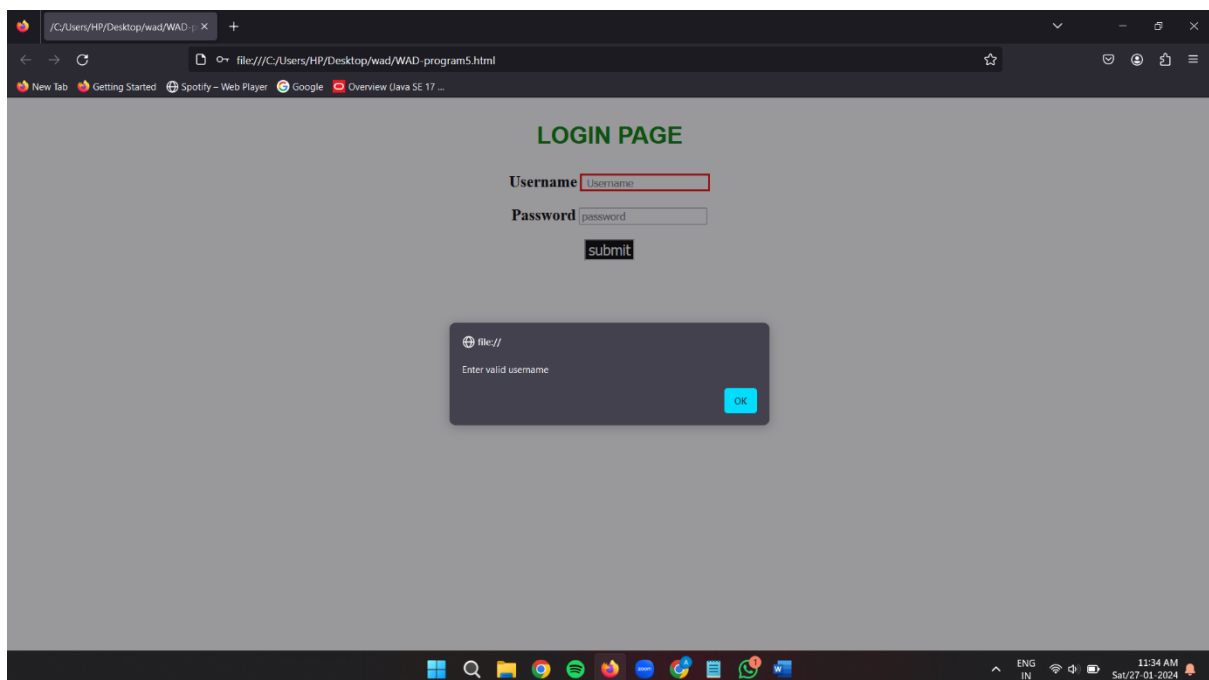 /C:/Users/HP/Desktop/wad/WAD-p
file:///C:/Users/HP/Desktop/wad/WAD-program5.html
New Tab Getting Started Spotify – Web Player Google Overview (Java SE 17 ...
LOGIN PAGE
Username Username
Password password
submit
file://
Enter valid username
OK
zoom A 1 W
ENG 11:34 AM
IN Sat/27-01-2024